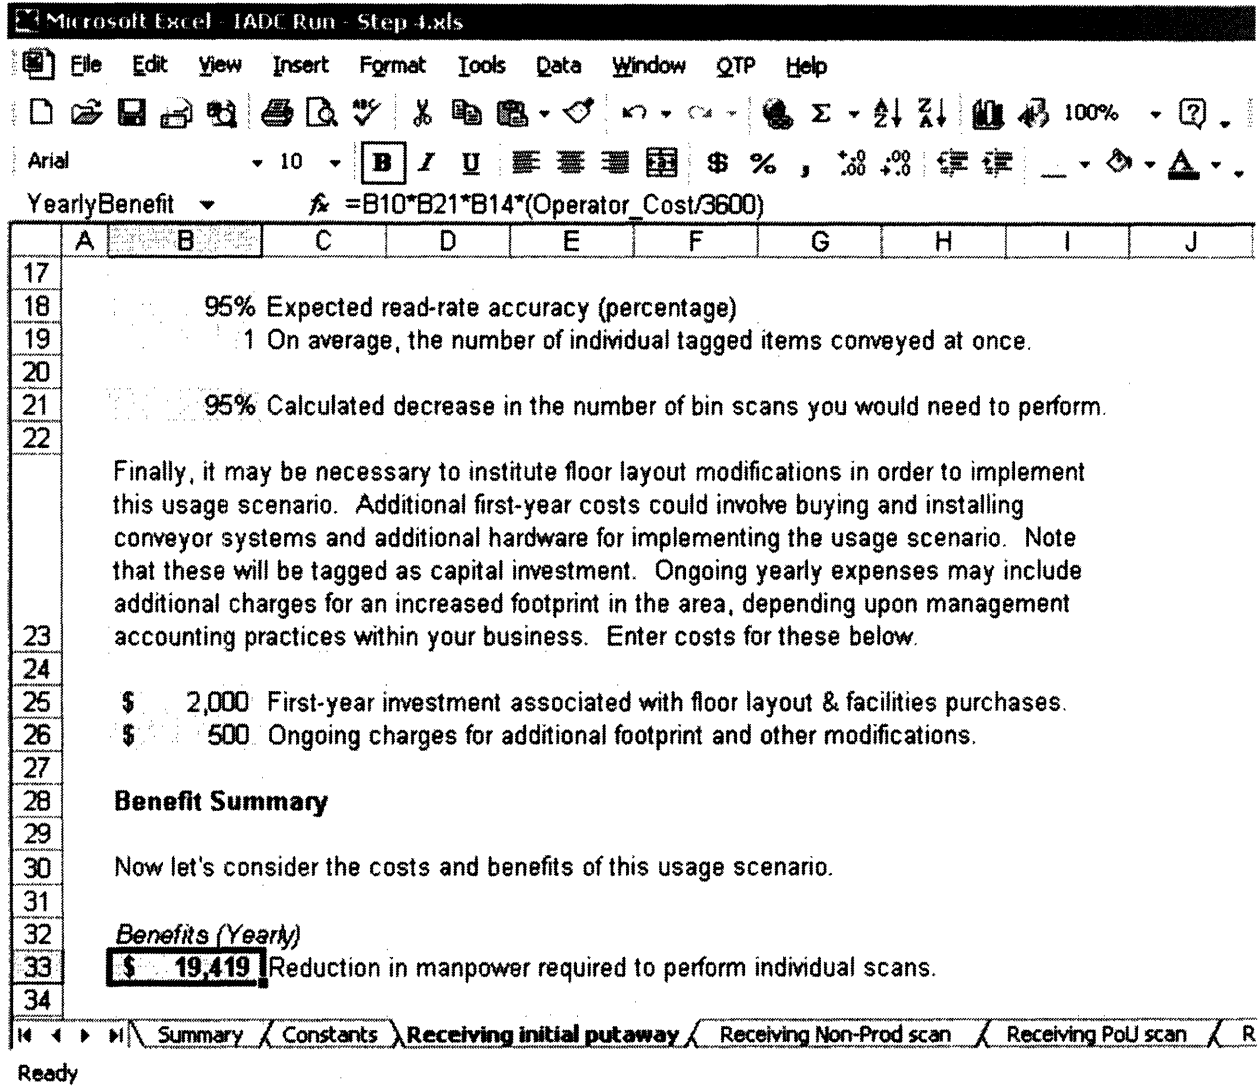 Microsoft Excel - IADC Run - Step 4.xls
File Edit View Insert Format Tools Data Window QTP Help
100%
Arial 10 B I U $ % ,
YearlyBenefit fx =B10*B21*B14*(Operator_Cost/3600)
A B C D E F G H I J
17
18 95% Expected read-rate accuracy (percentage)
19 1 On average, the number of individual tagged items conveyed at once.
20
21 95% Calculated decrease in the number of bin scans you would need to perform.
22
Finally, it may be necessary to institute floor layout modifications in order to implement
this usage scenario. Additional first-year costs could involve buying and installing
conveyor systems and additional hardware for implementing the usage scenario. Note
that these will be tagged as capital investment. Ongoing yearly expenses may include
additional charges for an increased footprint in the area, depending upon management
23 accounting practices within your business. Enter costs for these below.
24
25 $ 2,000 First-year investment associated with floor layout & facilities purchases.
26 $ 500 Ongoing charges for additional footprint and other modifications.
27
28 Benefit Summary
29
30 Now let's consider the costs and benefits of this usage scenario.
31
32 Benefits (Yearly)
33 $ 19,419 Reduction in manpower required to perform individual scans.
34
Summary Constants Receiving initial putaway Receiving Non-Prod scan Receiving PoU scan R
Ready